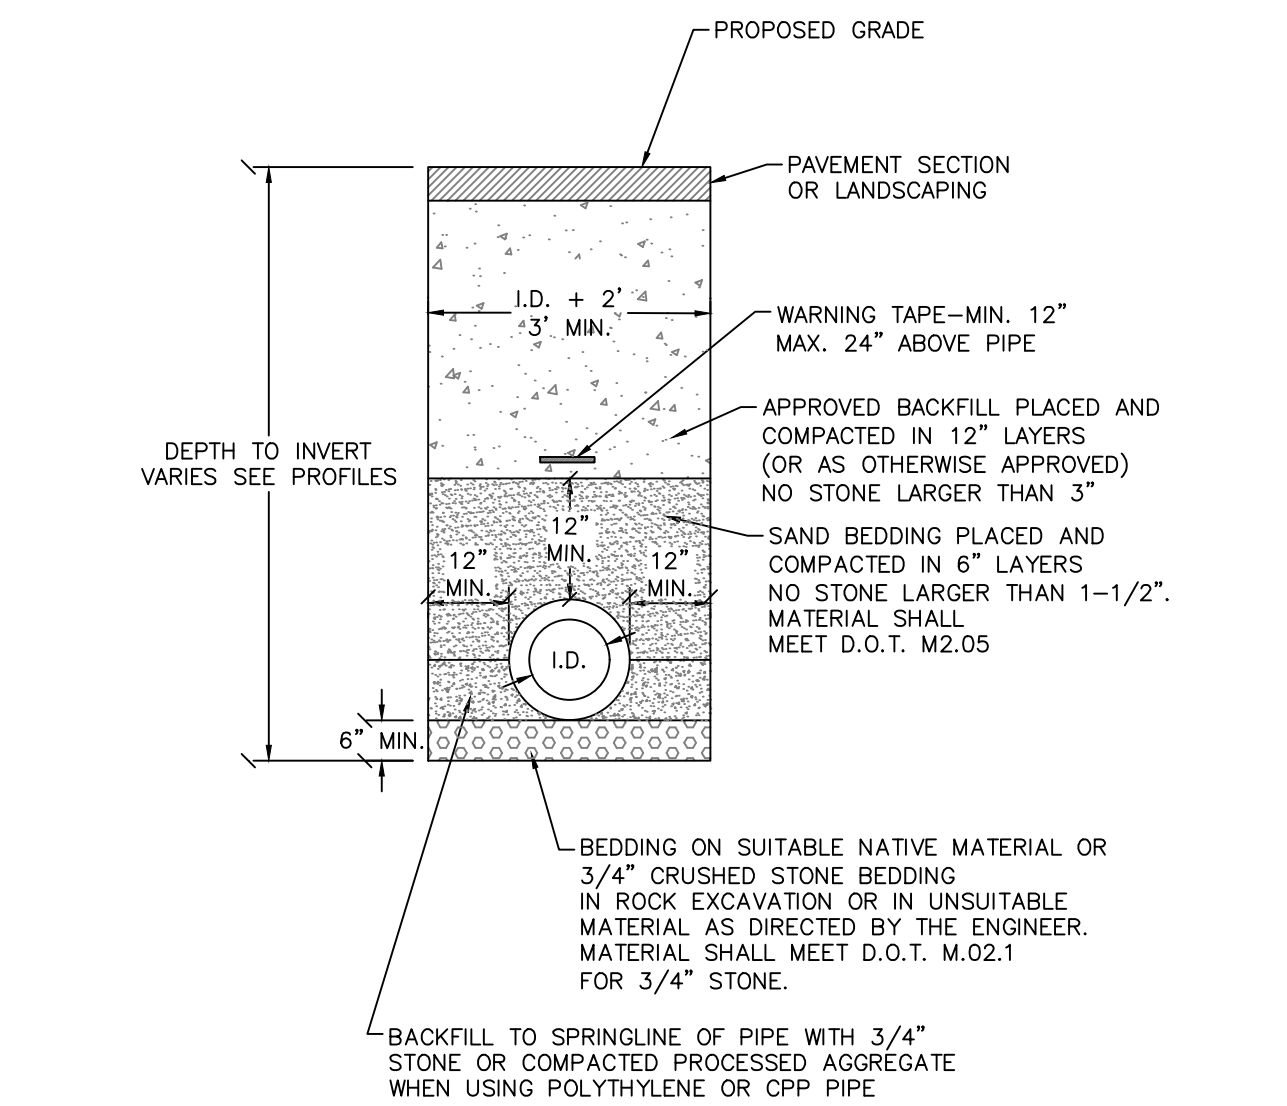 PROPOSED GRADE
PAVEMENT SECTION
OR LANDSCAPING
I.D. + 2'
3' MIN.
WARNING TAPE-MIN. 12"
MAX. 24" ABOVE PIPE
APPROVED BACKFILL PLACED AND
COMPACTED IN 12" LAYERS
(OR AS OTHERWISE APPROVED)
NO STONE LARGER THAN 3"
DEPTH TO INVERT
VARIES SEE PROFILES
SAND BEDDING PLACED AND
COMPACTED IN 6" LAYERS
NO STONE LARGER THAN 1-1/2".
MATERIAL SHALL
MEET D.O.T. M2.05
12"
MIN.
12"
MIN.
12"
MIN.
I.D.
6" MIN.
BEDDING ON SUITABLE NATIVE MATERIAL OR
3/4" CRUSHED STONE BEDDING
IN ROCK EXCAVATION OR IN UNSUITABLE
MATERIAL AS DIRECTED BY THE ENGINEER.
MATERIAL SHALL MEET D.O.T. M.02.1
FOR 3/4" STONE.
BACKFILL TO SPRINGLINE OF PIPE WITH 3/4"
STONE OR COMPACTED PROCESSED AGGREGATE
WHEN USING POLYTHYLENE OR CPP PIPE